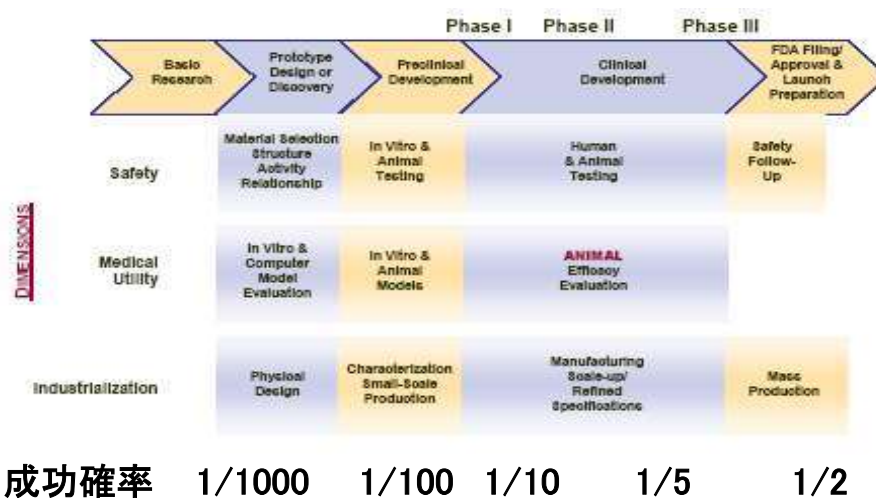 Phase I Phase II Phase III
Basic
Research
Prototype
Design or
Discovery
Preclinical
Development
Clinical
Development
FDA Filing/
Approval &
Launch
Preparation
DIMENSIONS
Safety
Material Selection
Structure
Activity
Relationship
In Vitro &
Animal
Testing
Human
& Animal
Testing
Safety
Follow-
Up
Medical
Utility
In Vitro &
Computer
Model
Evaluation
In Vitro &
Animal
Models
ANIMAL
Efficacy
Evaluation
Industrialization
Physical
Design
Characterization
Small-Scale
Production
Manufacturing
Scale-up/
Refined
Specifications
Mass
Production
成功確率 1/1000 1/100 1/10 1/5 1/2